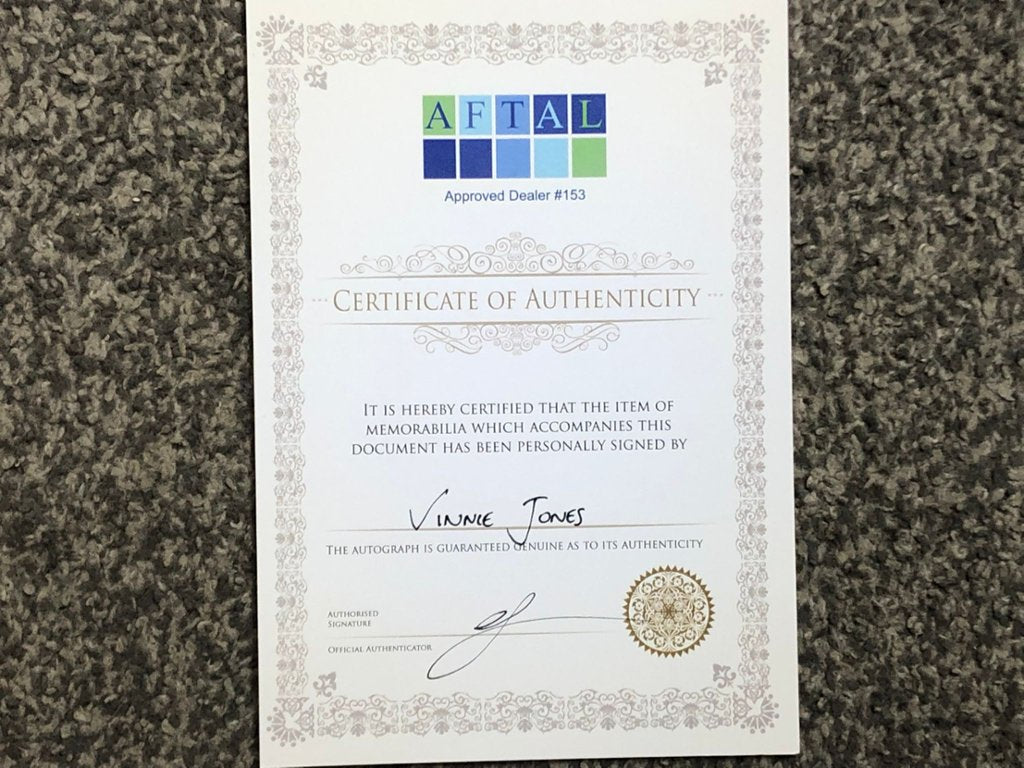 AFTAL
Approved Dealer #153
CERTIFICATE OF AUTHENTICITY
IT IS HEREBY CERTIFIED THAT THE ITEM OF
MEMORABILIA WHICH ACCOMPANIES THIS
DOCUMENT HAS BEEN PERSONALLY SIGNED BY
VINNIE JONES
THE AUTOGRAPH IS GUARANTEED GENUINE AS TO ITS AUTHENTICITY
AUTHORISED
SIGNATURE
OFFICIAL AUTHENTICATOR